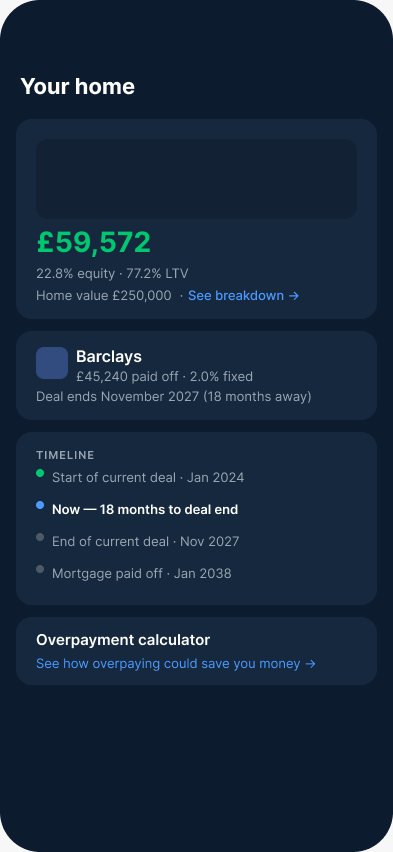 Your home
£59,572
22.8% equity · 77.2% LTV
Home value £250,000 · See breakdown →
Barclays
£45,240 paid off · 2.0% fixed
Deal ends November 2027 (18 months away)
TIMELINE
Start of current deal · Jan 2024
Now — 18 months to deal end
End of current deal · Nov 2027
Mortgage paid off · Jan 2038
Overpayment calculator
See how overpaying could save you money →